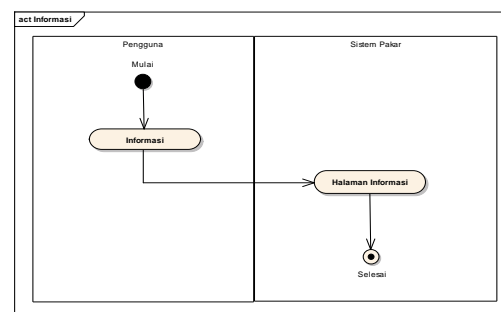 act Informasi
Pengguna
Sistem Pakar
Mulai
Informasi
Halaman Informasi
Selesai